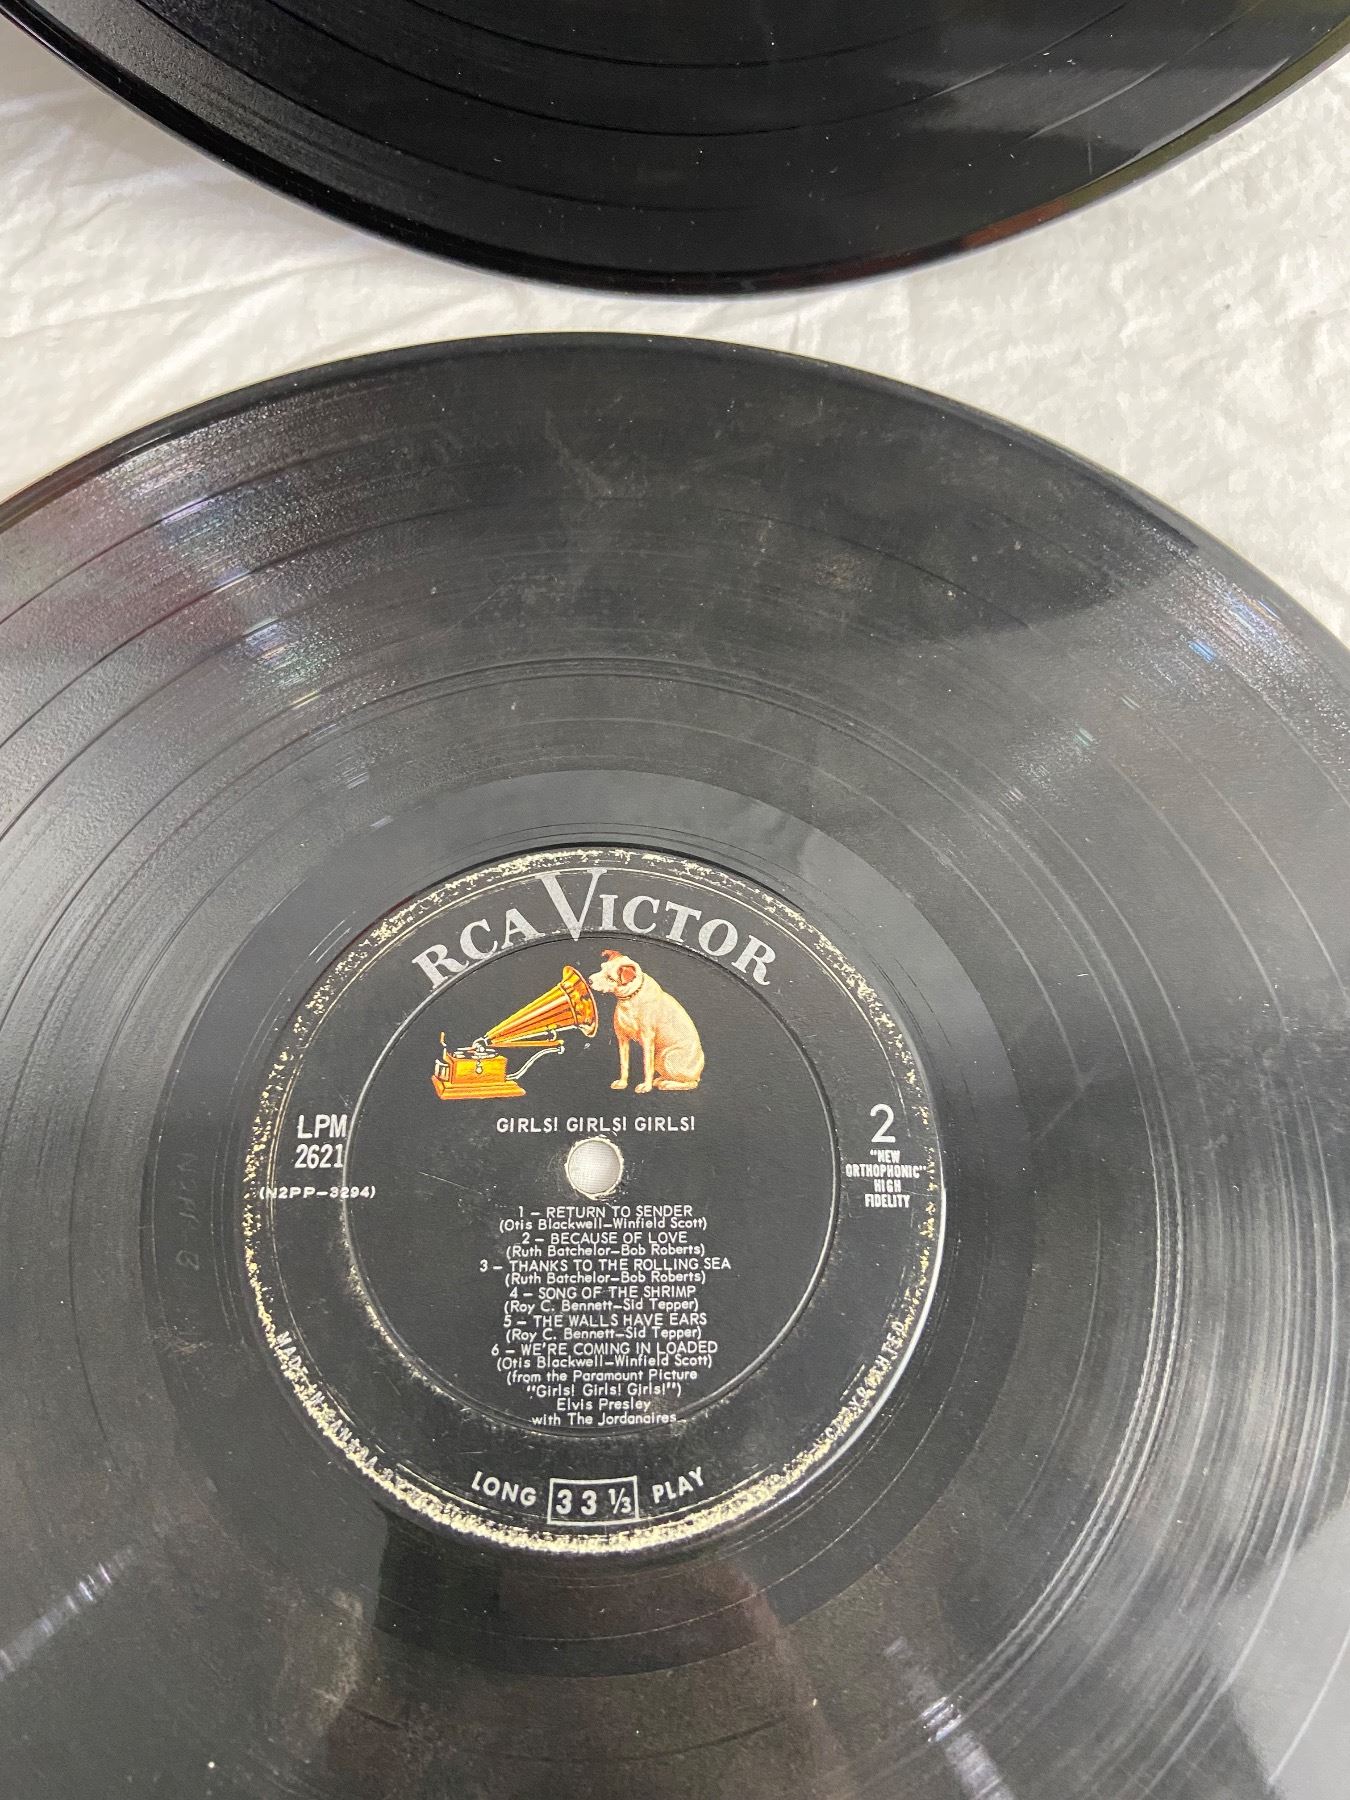 RCA VICTOR
GIRLS! GIRLS! GIRLS!
LPM
2621
(N2PP-3294)
2
"NEW
ORTHOPHONIC"
HIGH
FIDELITY
1 – RETURN TO SENDER
(Otis Blackwell–Winfield Scott)
2 – BECAUSE OF LOVE
(Ruth Batchelor–Bob Roberts)
3 – THANKS TO THE ROLLING SEA
(Ruth Batchelor–Bob Roberts)
4 – SONG OF THE SHRIMP
(Roy C. Bennett–Sid Tepper)
5 – THE WALLS HAVE EARS
(Roy C. Bennett–Sid Tepper)
6 – WE'RE COMING IN LOADED
(Otis Blackwell–Winfield Scott)
(from the Paramount Picture
"Girls! Girls! Girls!")
Elvis Presley
with The Jordanaires
LONG 33 1/3 PLAY
MADE IN CANADA